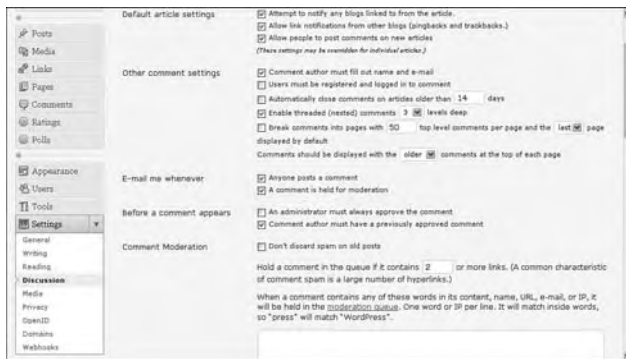 Posts
Media
Links
Pages
Comments
Ratings
Polls
Appearance
Users
Tools
Settings
General
Writing
Reading
Discussion
Media
Privacy
OpenID
Domains
Webhooks
Default article settings
Attempt to notify any blogs linked to from the article.
Allow link notifications from other blogs (pingbacks and trackbacks.)
Allow people to post comments on new articles
(These settings may be overridden for individual articles.)
Other comment settings
Comment author must fill out name and e-mail
Users must be registered and logged in to comment
Automatically close comments on articles older than 14 days
Enable threaded (nested) comments 3 levels deep
Break comments into pages with 50 top level comments per page and the last page
displayed by default
Comments should be displayed with the older comments at the top of each page
E-mail me whenever
Anyone posts a comment
A comment is held for moderation
Before a comment appears
An administrator must always approve the comment
Comment author must have a previously approved comment
Comment Moderation
Don't discard spam on old posts
Hold a comment in the queue if it contains 2 or more links. (A common characteristic
of comment spam is a large number of hyperlinks.)
When a comment contains any of these words in its content, name, URL, e-mail, or IP, it
will be held in the moderation queue. One word or IP per line. It will match inside words,
so "press" will match "WordPress".